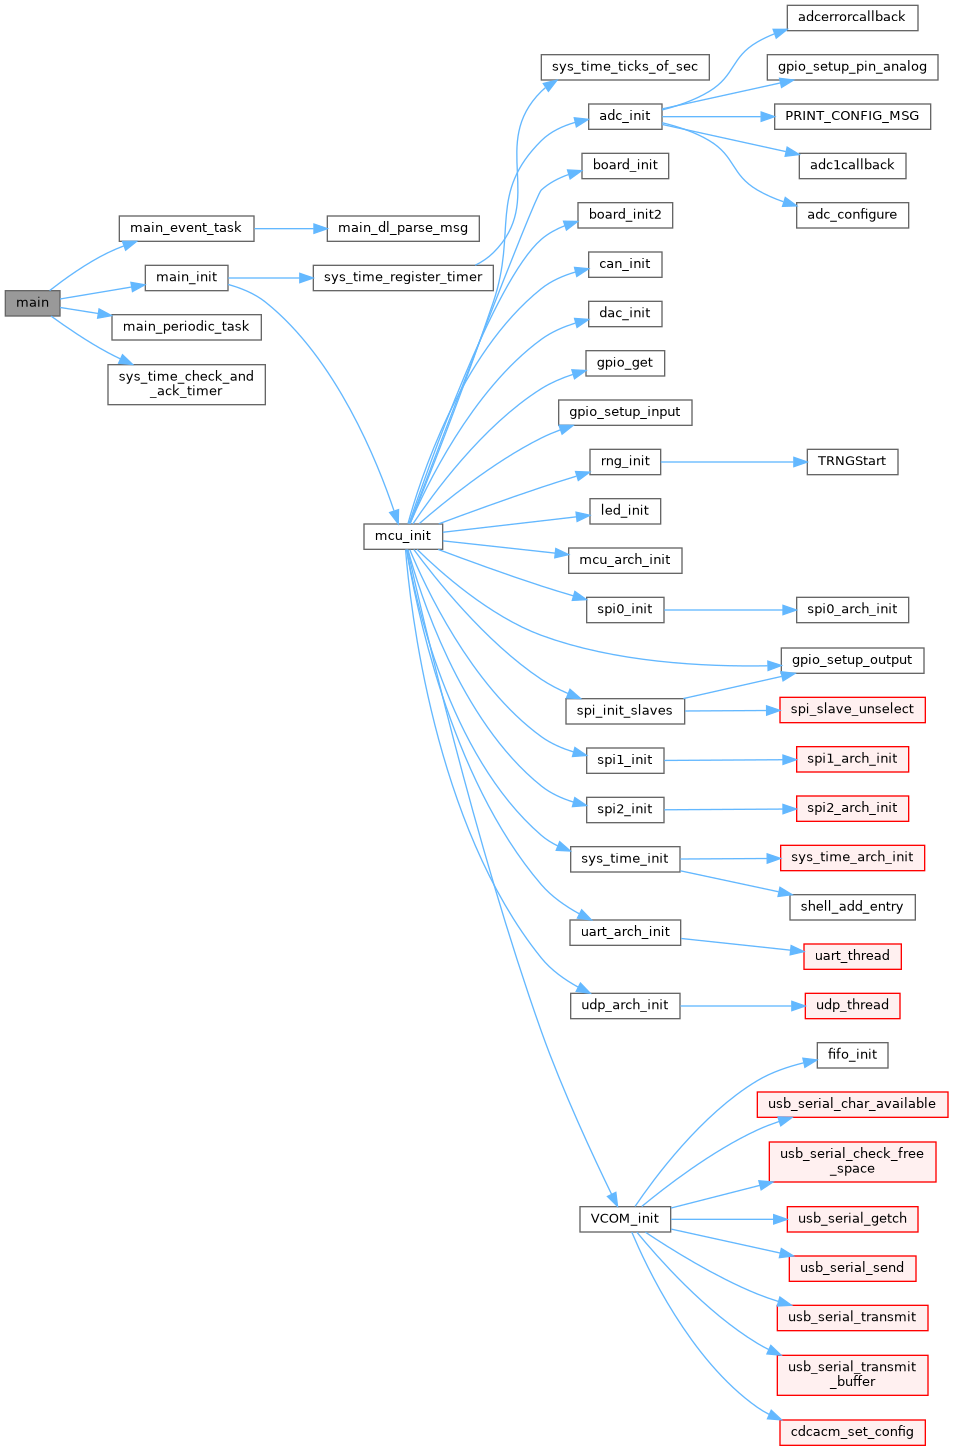 main
main_event_task
main_init
main_periodic_task
sys_time_check_and
_ack_timer
main_dl_parse_msg
sys_time_register_timer
mcu_init
sys_time_ticks_of_sec
adc_init
board_init
board_init2
can_init
dac_init
gpio_get
gpio_setup_input
rng_init
led_init
mcu_arch_init
spi0_init
spi_init_slaves
spi1_init
spi2_init
sys_time_init
uart_arch_init
udp_arch_init
VCOM_init
adcerrorcallback
gpio_setup_pin_analog
PRINT_CONFIG_MSG
adc1callback
adc_configure
TRNGStart
spi0_arch_init
gpio_setup_output
spi_slave_unselect
spi1_arch_init
spi2_arch_init
sys_time_arch_init
shell_add_entry
uart_thread
udp_thread
fifo_init
usb_serial_char_available
usb_serial_check_free
_space
usb_serial_getch
usb_serial_send
usb_serial_transmit
usb_serial_transmit
_buffer
cdcacm_set_config